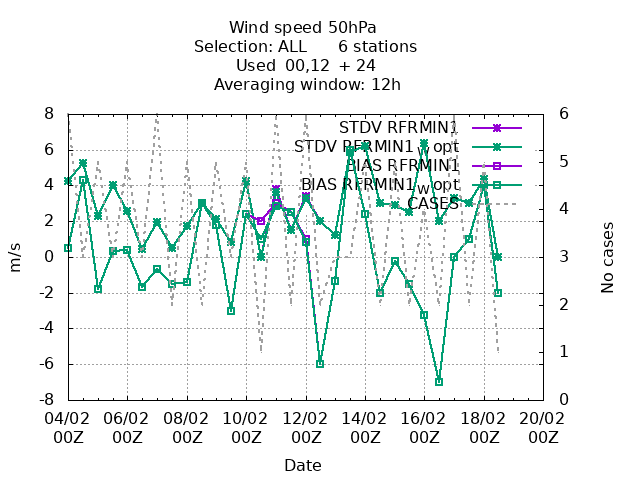 Wind speed 50hPa
Selection: ALL 6 stations
Used 00,12 + 24
Averaging window: 12h
STDV RFRMIN1
STDV RFRMIN1_w_opt
BIAS RFRMIN1
BIAS RFRMIN1_w_opt
CASES
8
6
4
2
0
-2
-4
-6
-8
m/s
6
5
4
3
2
1
0
No cases
04/02 06/02 08/02 10/02 12/02 14/02 16/02 18/02 20/02
00Z 00Z 00Z 00Z 00Z 00Z 00Z 00Z 00Z
Date